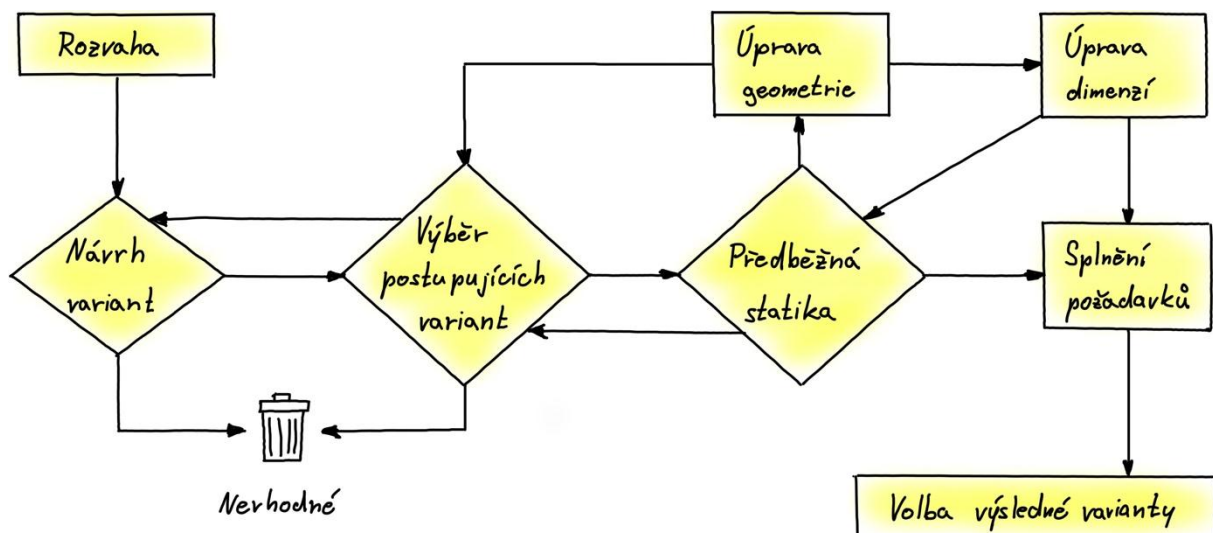 Rozvaha
Úprava
geometrie
Úprava
dimenzí
Návrh
variant
Výběr
postupujících
variant
Předběžná
statika
Splnění
požadavků
Nevhodné
Volba výsledné varianty